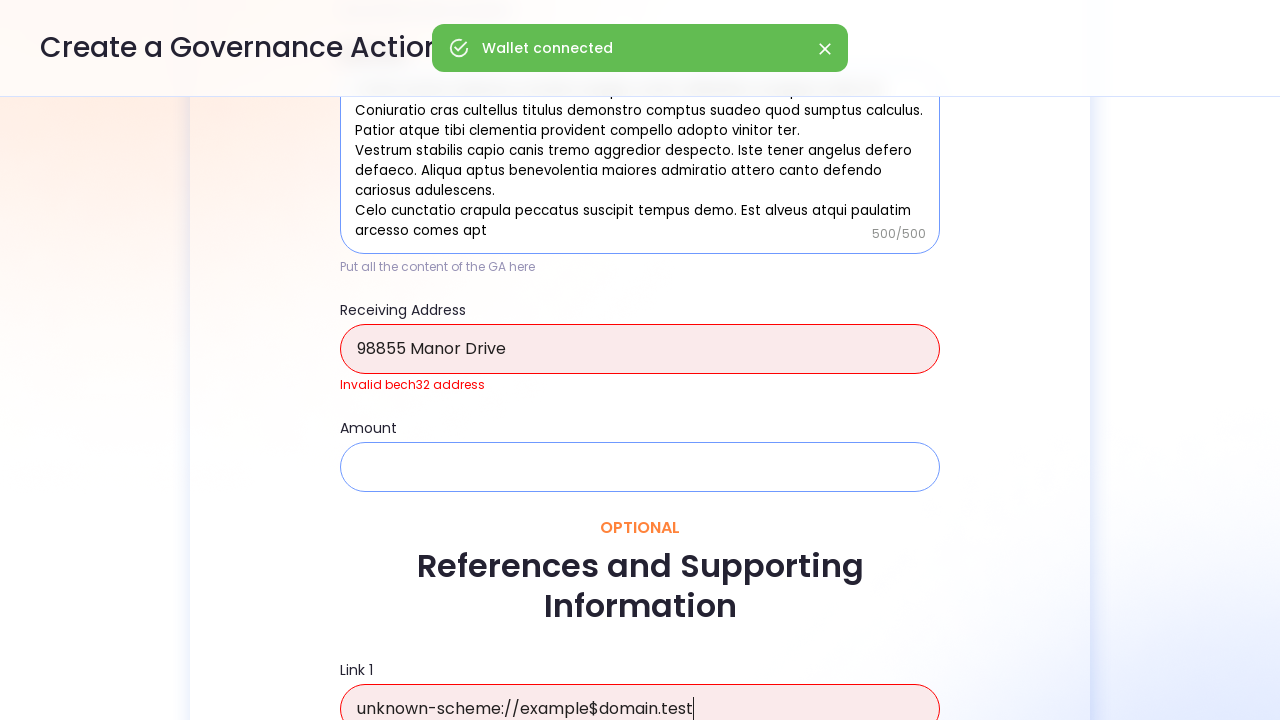 Create a Governance Action
Wallet connected
Coniuratio cras cultellus titulus demonstro comptus suadeo quod sumptus calculus.
Patior atque tibi clementia provident compello adopto vinitor ter.
Vestrum stabilis capio canis tremo aggredior despecto. Iste tener angelus defero
defaeco. Aliqua aptus benevolentia maiores admiratio attero canto defendo
cariosus adulescens.
Celo cunctatio crapula peccatus suscipit tempus demo. Est alveus atqui paulatim
arcesso comes apt
500/500
Put all the content of the GA here
Receiving Address
98855 Manor Drive
Invalid bech32 address
Amount
OPTIONAL
References and Supporting
Information
Link 1
unknown-scheme://example$domain.test